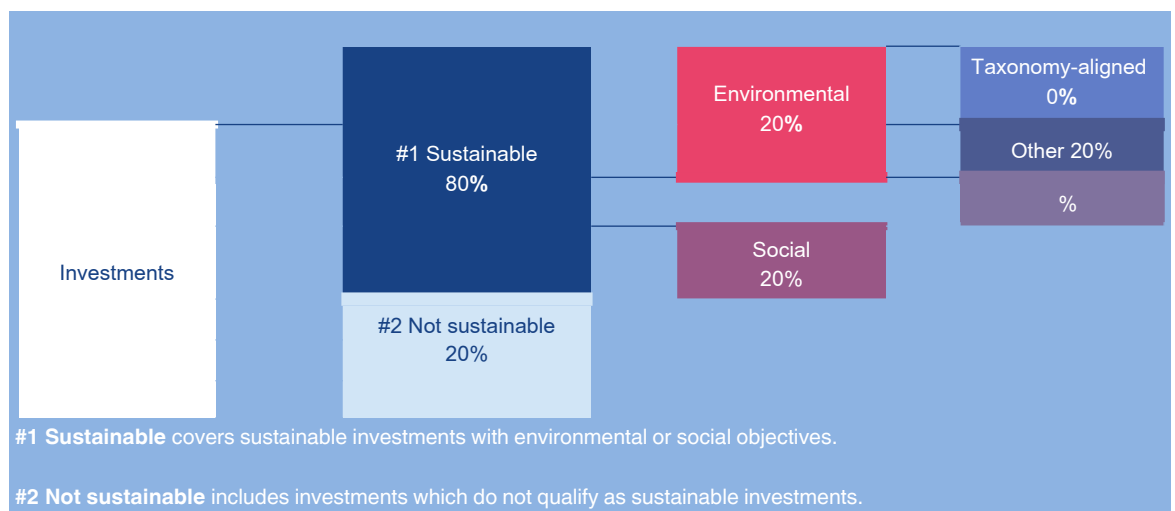 Investments
#1 Sustainable
80%
#2 Not sustainable
20%
Environmental
20%
Social
20%
Taxonomy-aligned
0%
Other 20%
%
#1 Sustainable covers sustainable investments with environmental or social objectives.
#2 Not sustainable includes investments which do not qualify as sustainable investments.